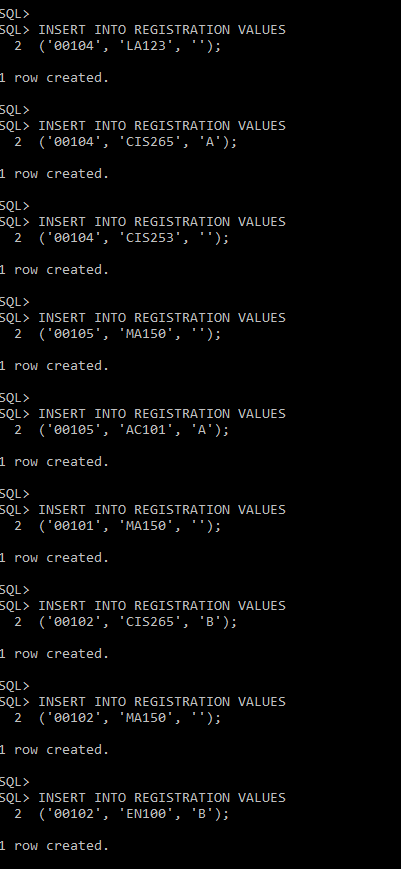 SQL>
SQL> INSERT INTO REGISTRATION VALUES
2 ('00104', 'LA123', '');
1 row created.
SQL>
SQL> INSERT INTO REGISTRATION VALUES
2 ('00104', 'CIS265', 'A');
1 row created.
SQL>
SQL> INSERT INTO REGISTRATION VALUES
2 ('00104', 'CIS253', '');
1 row created.
SQL>
SQL> INSERT INTO REGISTRATION VALUES
2 ('00105', 'MA150', '');
1 row created.
SQL>
SQL> INSERT INTO REGISTRATION VALUES
2 ('00105', 'AC101', 'A');
1 row created.
SQL>
SQL> INSERT INTO REGISTRATION VALUES
2 ('00101', 'MA150', '');
1 row created.
SQL>
SQL> INSERT INTO REGISTRATION VALUES
2 ('00102', 'CIS265', 'B');
1 row created.
SQL>
SQL> INSERT INTO REGISTRATION VALUES
2 ('00102', 'MA150', '');
1 row created.
SQL>
SQL> INSERT INTO REGISTRATION VALUES
2 ('00102', 'EN100', 'B');
1 row created.